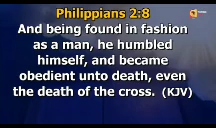 Philippians 2:8
And being found in fashion
as a man, he humbled
himself, and became
obedient unto death, even
the death of the cross. (KJV)